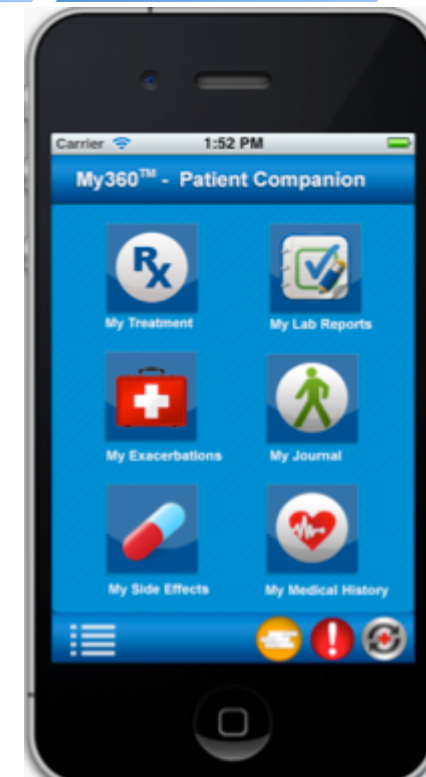 Carrier 1:52 PM
My360™ - Patient Companion
Rx
My Treatment My Lab Reports
My Exacerbations My Journal
My Side Effects My Medical History
!